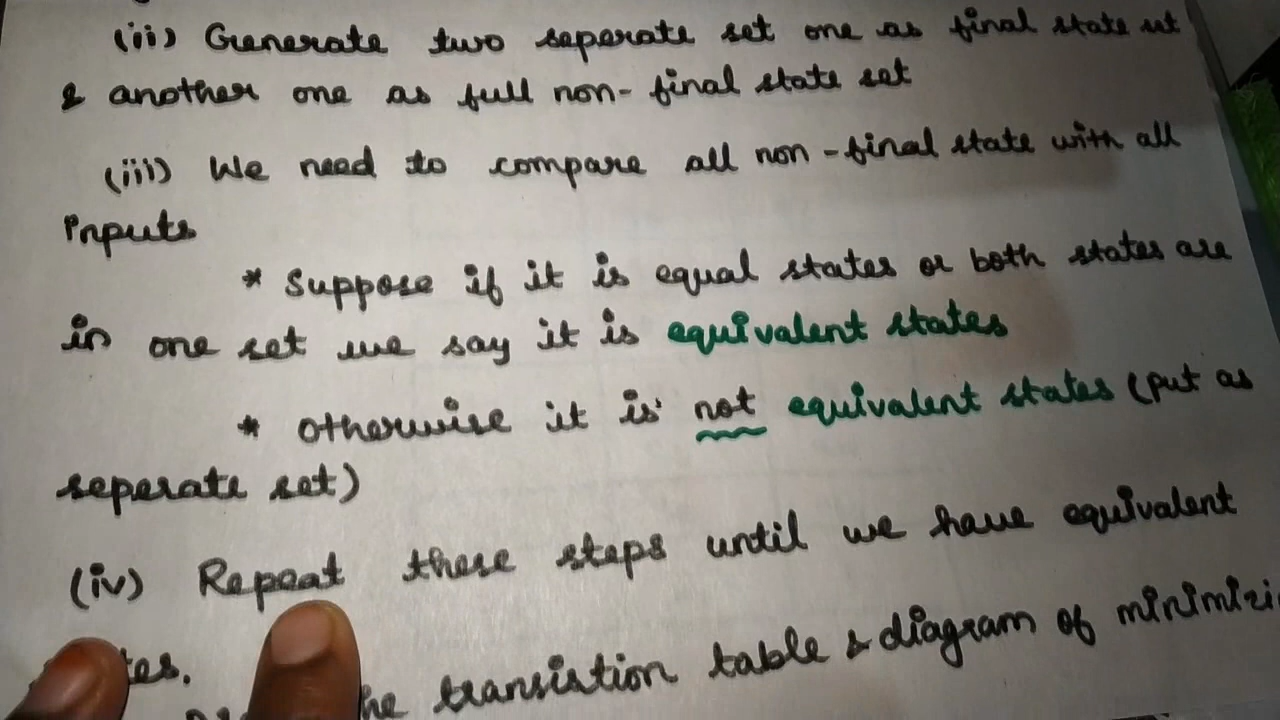 (ii) Generate two seperate set one as final state set
& another one as full non-final state set
(iii) We need to compare all non-final state with all
inputs
* Suppose if it is equal states or both states are
in one set we say it is equivalent states
* otherwise it is not equivalent states (put as
seperate set)
(iv) Repeat these steps until we have equivalent
transistion table & diagram of